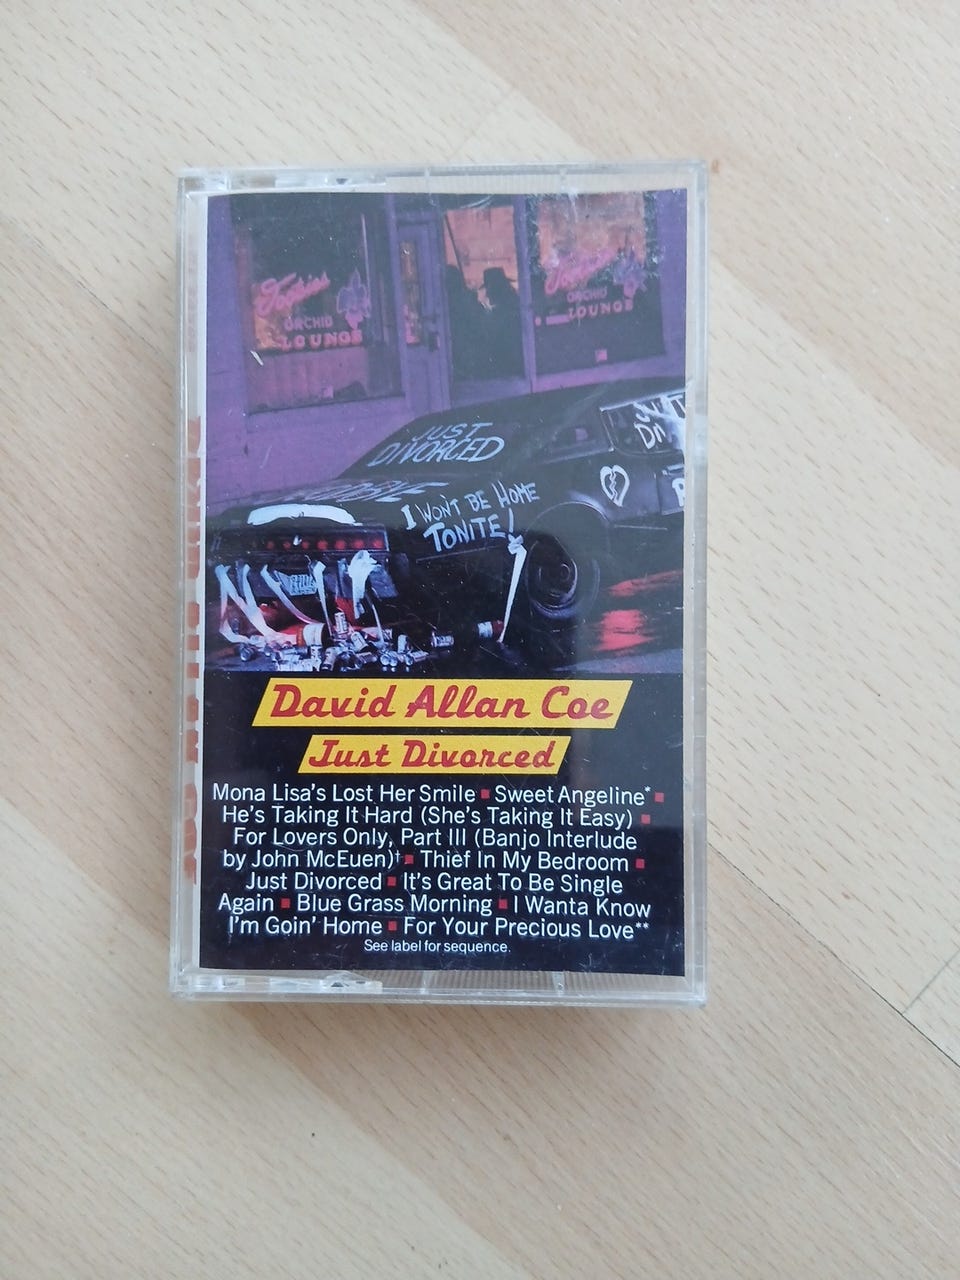 Tootsies
ORCHID
LOUNGE
Tootsies
ORCHID
LOUNGE
JUST
DIVORCED
I WON'T BE HOME
TONITE!
David Allan Coe
Just Divorced
Mona Lisa's Lost Her Smile ▪ Sweet Angeline* ▪
He's Taking It Hard (She's Taking It Easy) ▪
For Lovers Only, Part III (Banjo Interlude
by John McEuen)† ▪ Thief In My Bedroom ▪
Just Divorced ▪ It's Great To Be Single
Again ▪ Blue Grass Morning ▪ I Wanta Know
I'm Goin' Home ▪ For Your Precious Love**
See label for sequence.